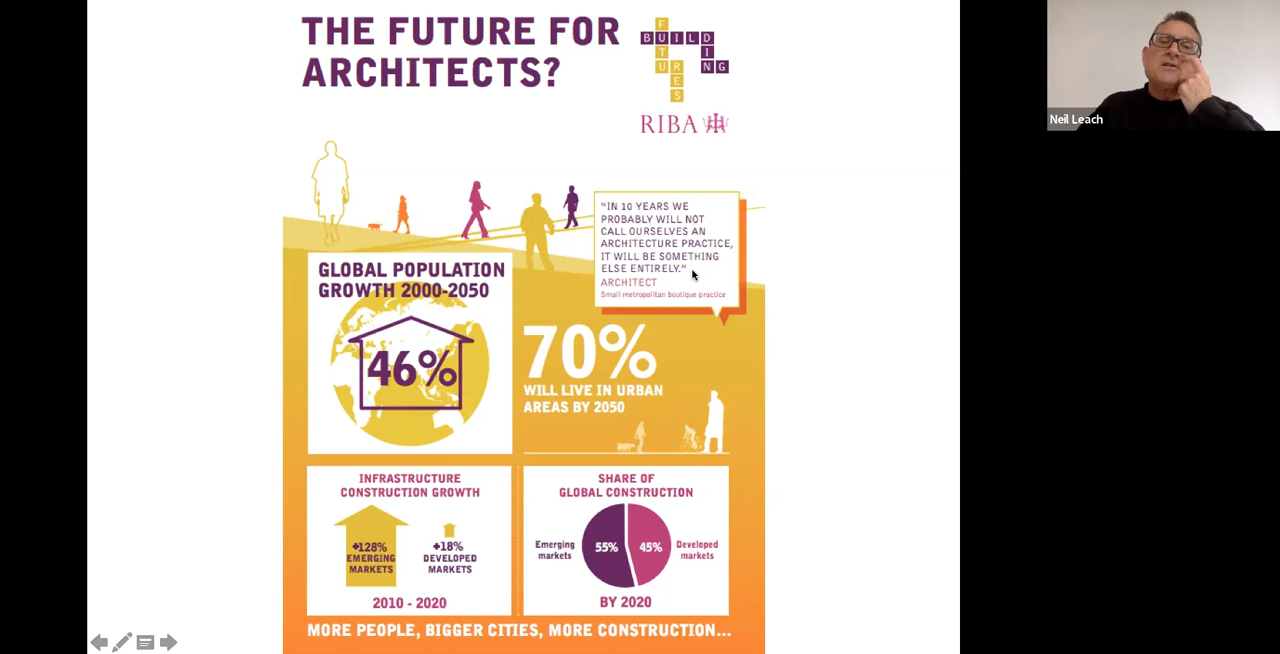 THE FUTURE FOR
ARCHITECTS?
BUILDING
FUTURES
RIBA
"IN 10 YEARS WE
PROBABLY WILL NOT
CALL OURSELVES AN
ARCHITECTURE PRACTICE,
IT WILL BE SOMETHING
ELSE ENTIRELY."
ARCHITECT
Small metropolitan boutique practice
GLOBAL POPULATION
GROWTH 2000-2050
46%
70%
WILL LIVE IN URBAN
AREAS BY 2050
INFRASTRUCTURE
CONSTRUCTION GROWTH
+128%
EMERGING
MARKETS
+18%
DEVELOPED
MARKETS
2010 - 2020
SHARE OF
GLOBAL CONSTRUCTION
Emerging
markets
55%
45%
Developed
markets
BY 2020
MORE PEOPLE, BIGGER CITIES, MORE CONSTRUCTION...
Neil Leach